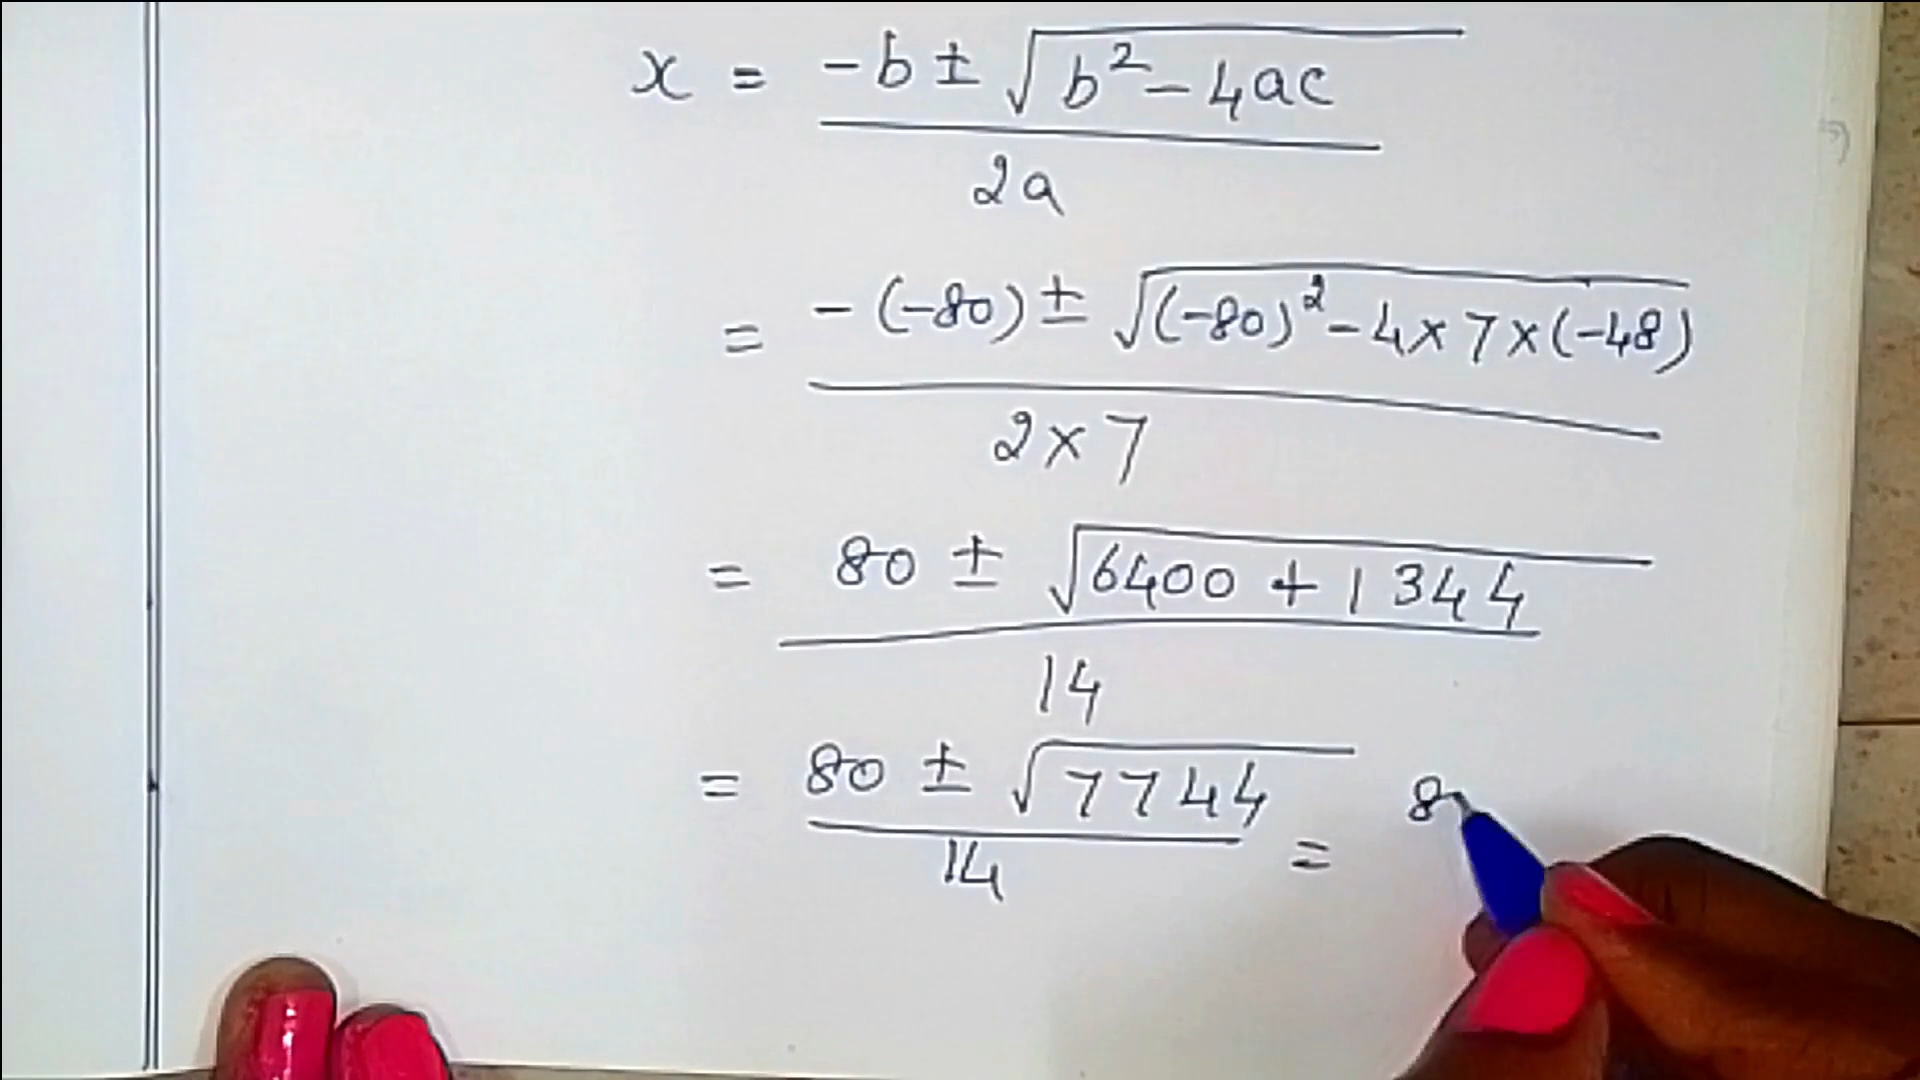 x = -b ± √b² - 4ac
2a
= -(-80) ± √(-80)² - 4 × 7 × (-48)
2 × 7
= 80 ± √6400 + 1344
14
= 80 ± √7744 = 8
14